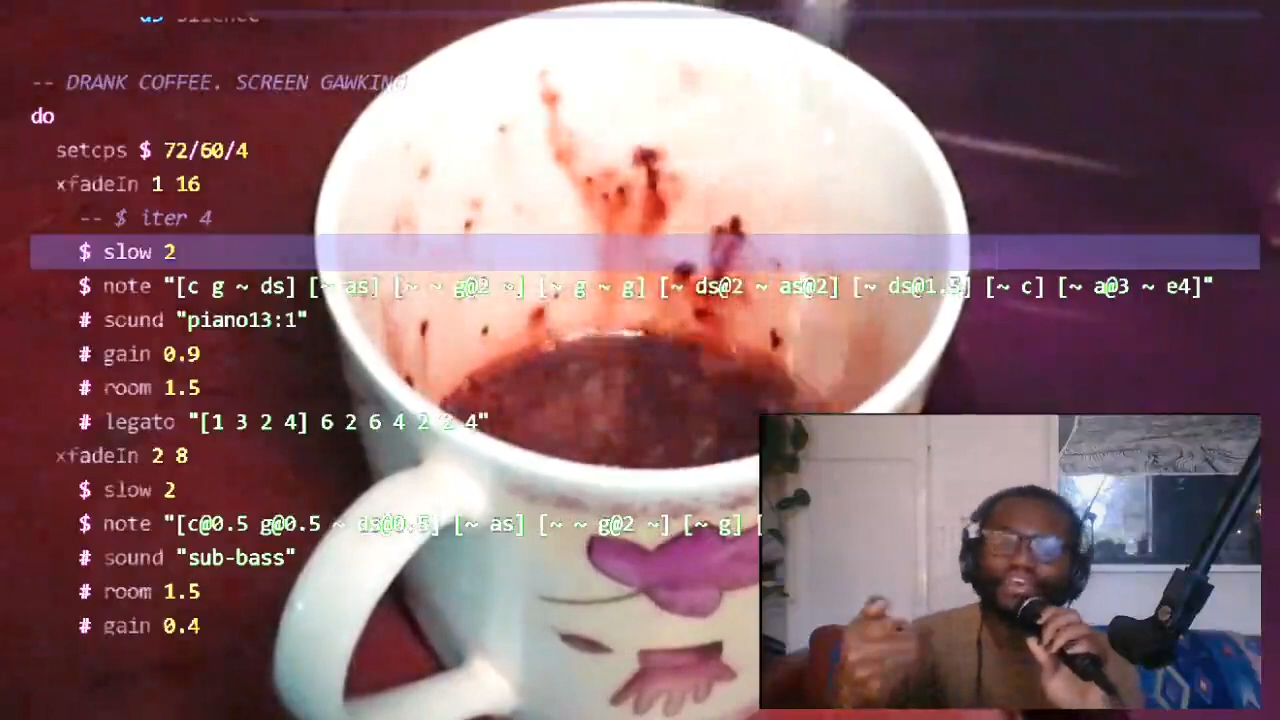 d3 silence
-- DRANK COFFEE. SCREEN GAWKING
do
setcps $ 72/60/4
xfadeIn 1 16
-- $ iter 4
$ slow 2
$ note "[c g ~ ds] [~ as] [~ ~ g@2 ~] [~ g ~ g] [~ ds@2 ~ as@2] [~ ds@1.5] [~ c] [~ a@3 ~ e4]"
# sound "piano13:1"
# gain 0.9
# room 1.5
# legato "[1 3 2 4] 6 2 6 4 2 2 4"
xfadeIn 2 8
$ slow 2
$ note "[c@0.5 g@0.5 ~ ds@0.5] [~ as] [~ ~ g@2 ~] [~ g] [
# sound "sub-bass"
# room 1.5
# gain 0.4